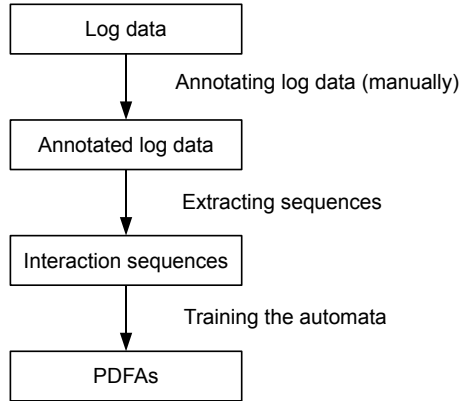 Log data
Annotating log data (manually)
Annotated log data
Extracting sequences
Interaction sequences
Training the automata
PDFAs